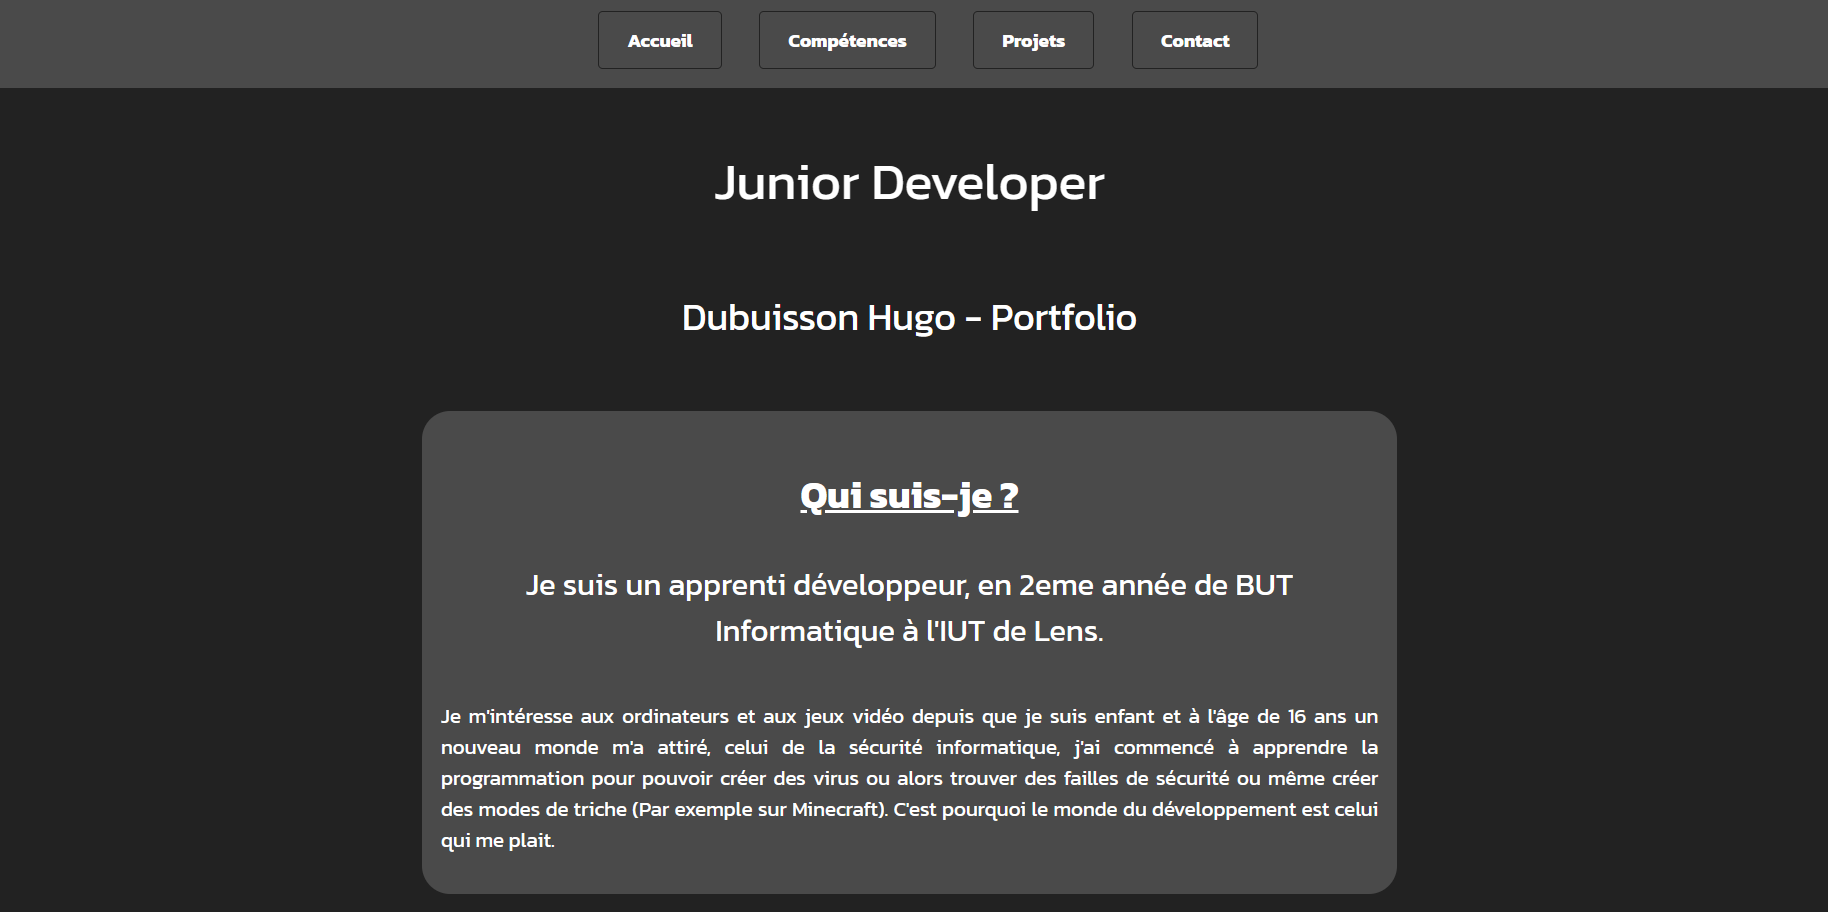 Accueil Compétences Projets Contact
Junior Developer
Dubuisson Hugo - Portfolio
Qui suis-je ?
Je suis un apprenti développeur, en 2eme année de BUT
Informatique à l'IUT de Lens.
Je m'intéresse aux ordinateurs et aux jeux vidéo depuis que je suis enfant et à l'âge de 16 ans un
nouveau monde m'a attiré, celui de la sécurité informatique, j'ai commencé à apprendre la
programmation pour pouvoir créer des virus ou alors trouver des failles de sécurité ou même créer
des modes de triche (Par exemple sur Minecraft). C'est pourquoi le monde du développement est celui
qui me plait.